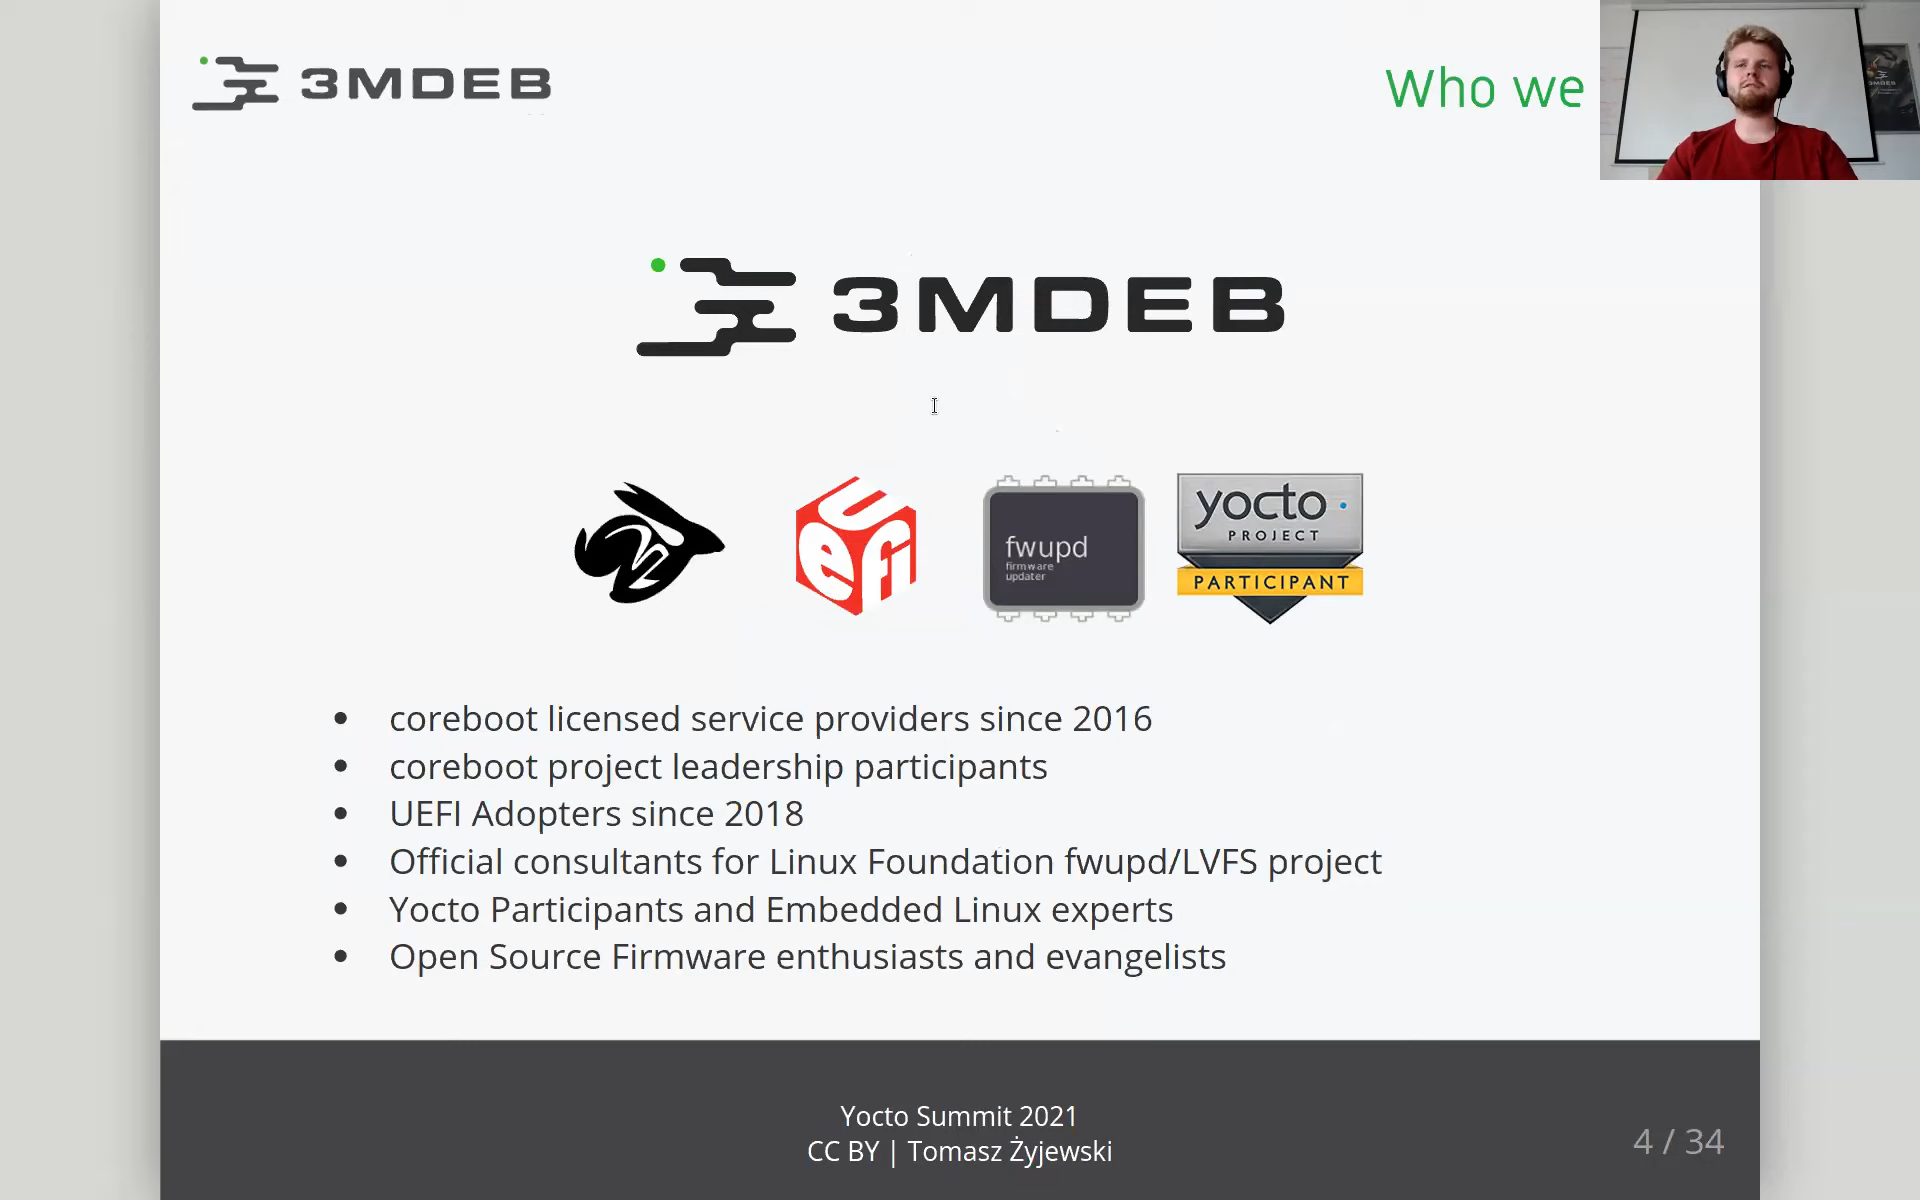 3MDEB
Who we
3MDEB
uefi
fwupd
firmware
updater
yocto
PROJECT
PARTICIPANT
• coreboot licensed service providers since 2016
• coreboot project leadership participants
• UEFI Adopters since 2018
• Official consultants for Linux Foundation fwupd/LVFS project
• Yocto Participants and Embedded Linux experts
• Open Source Firmware enthusiasts and evangelists
Yocto Summit 2021
CC BY | Tomasz Żyjewski
4 / 34
3MDEB